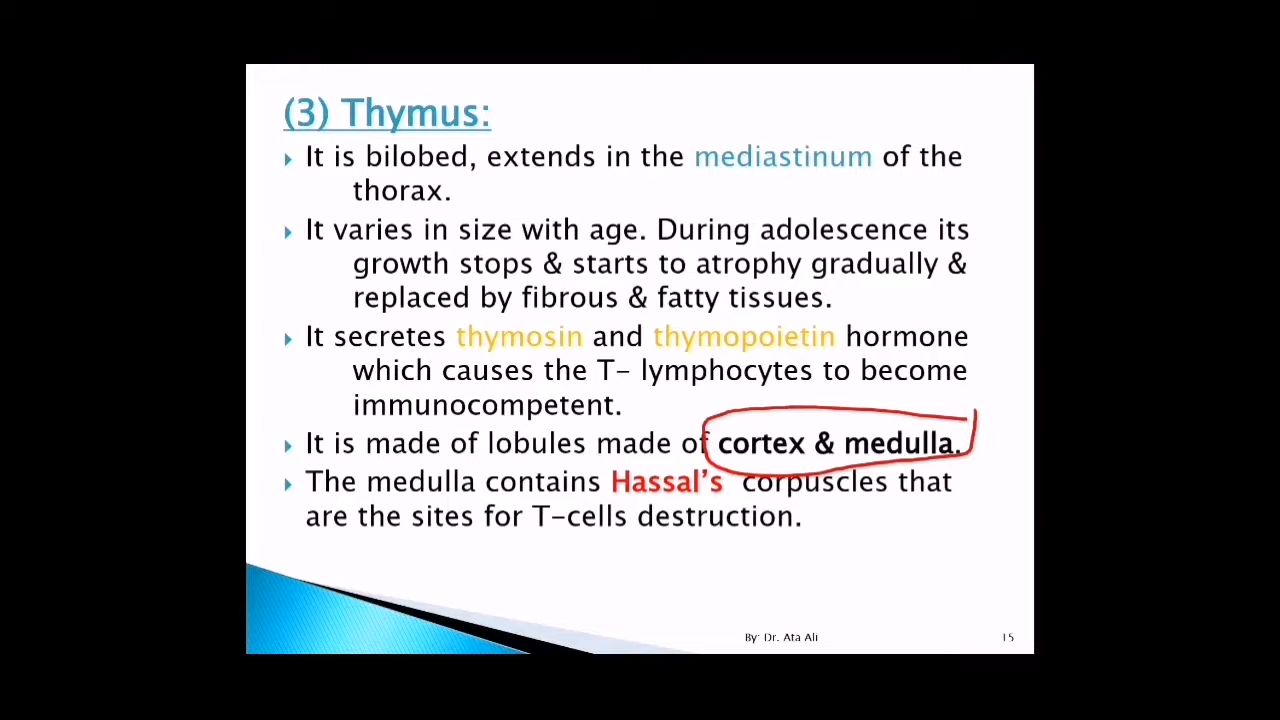 (3) Thymus:
It is bilobed, extends in the mediastinum of the
thorax.
It varies in size with age. During adolescence its
growth stops & starts to atrophy gradually &
replaced by fibrous & fatty tissues.
It secretes thymosin and thymopoietin hormone
which causes the T- lymphocytes to become
immunocompetent.
It is made of lobules made of cortex & medulla.
The medulla contains Hassal's corpuscles that
are the sites for T-cells destruction.
By: Dr. Ata Ali
15